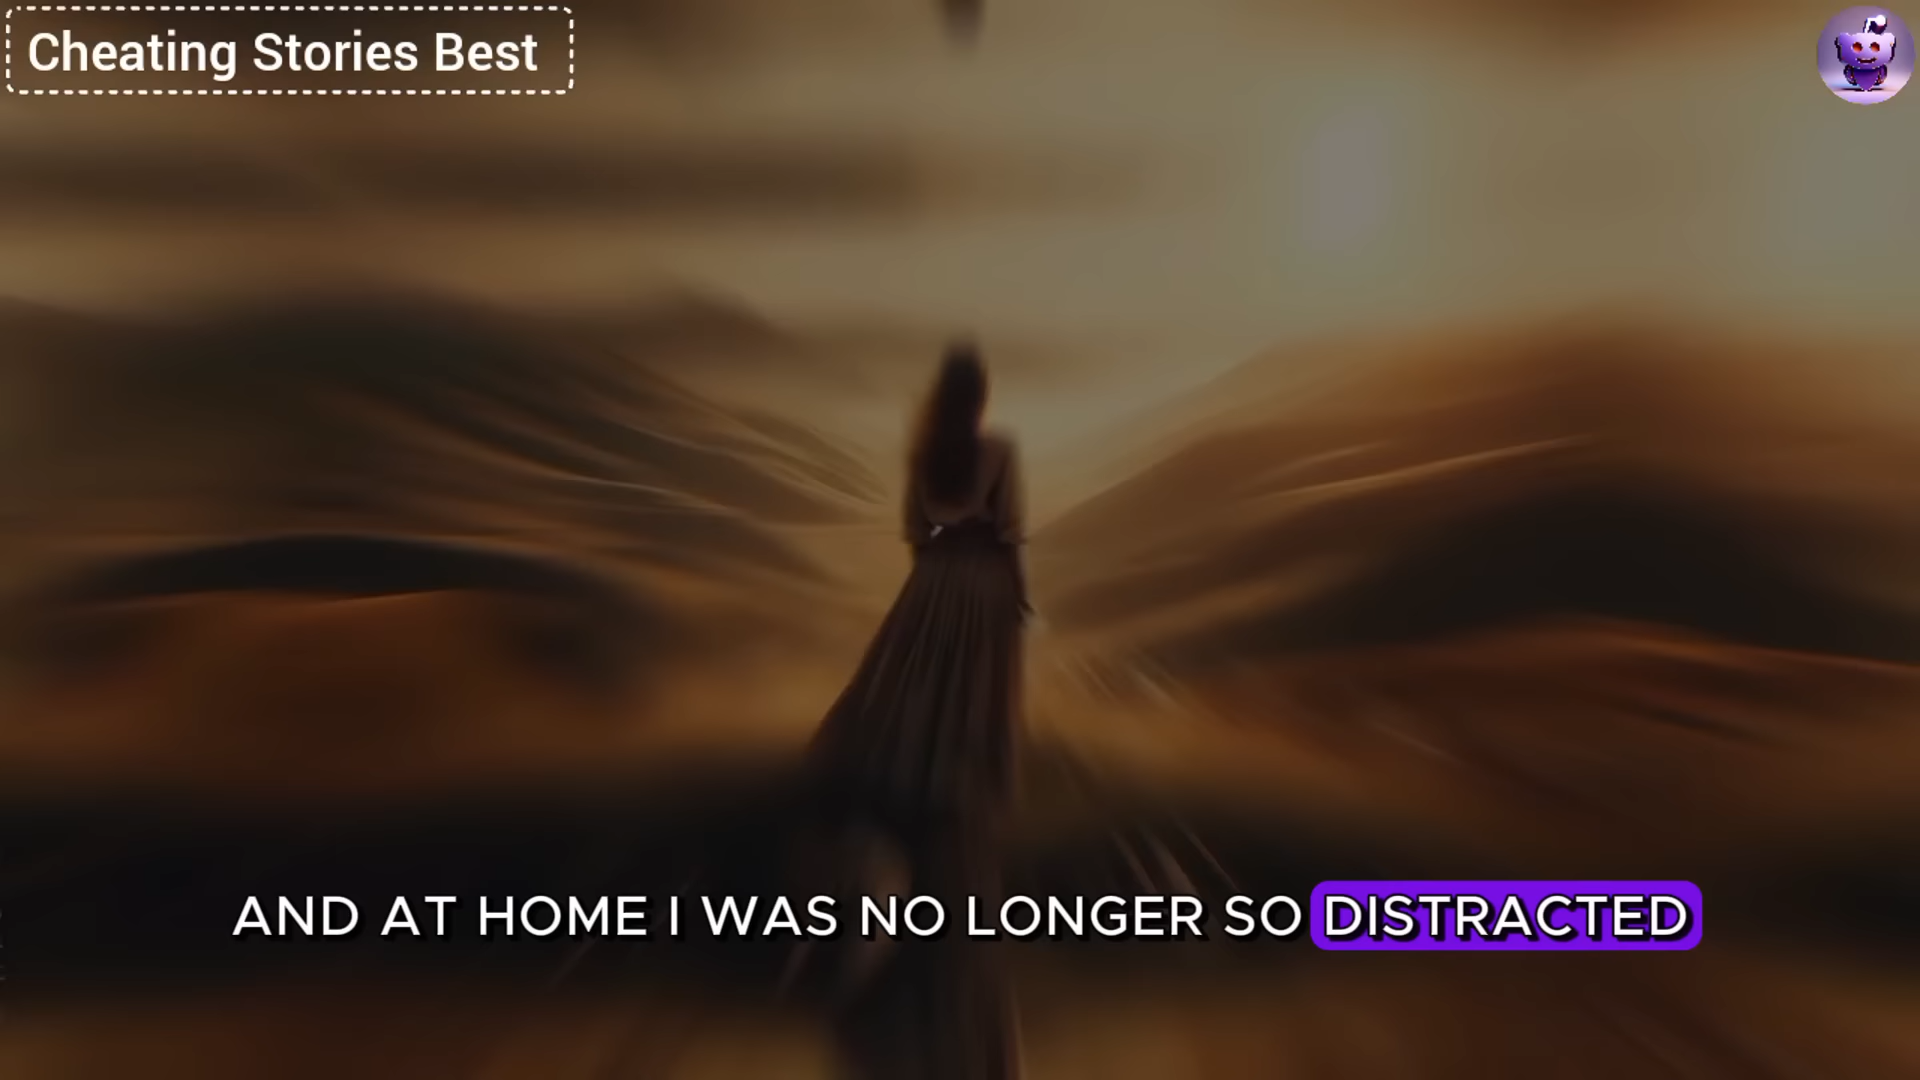 Cheating Stories Best
AND AT HOME I WAS NO LONGER SO DISTRACTED